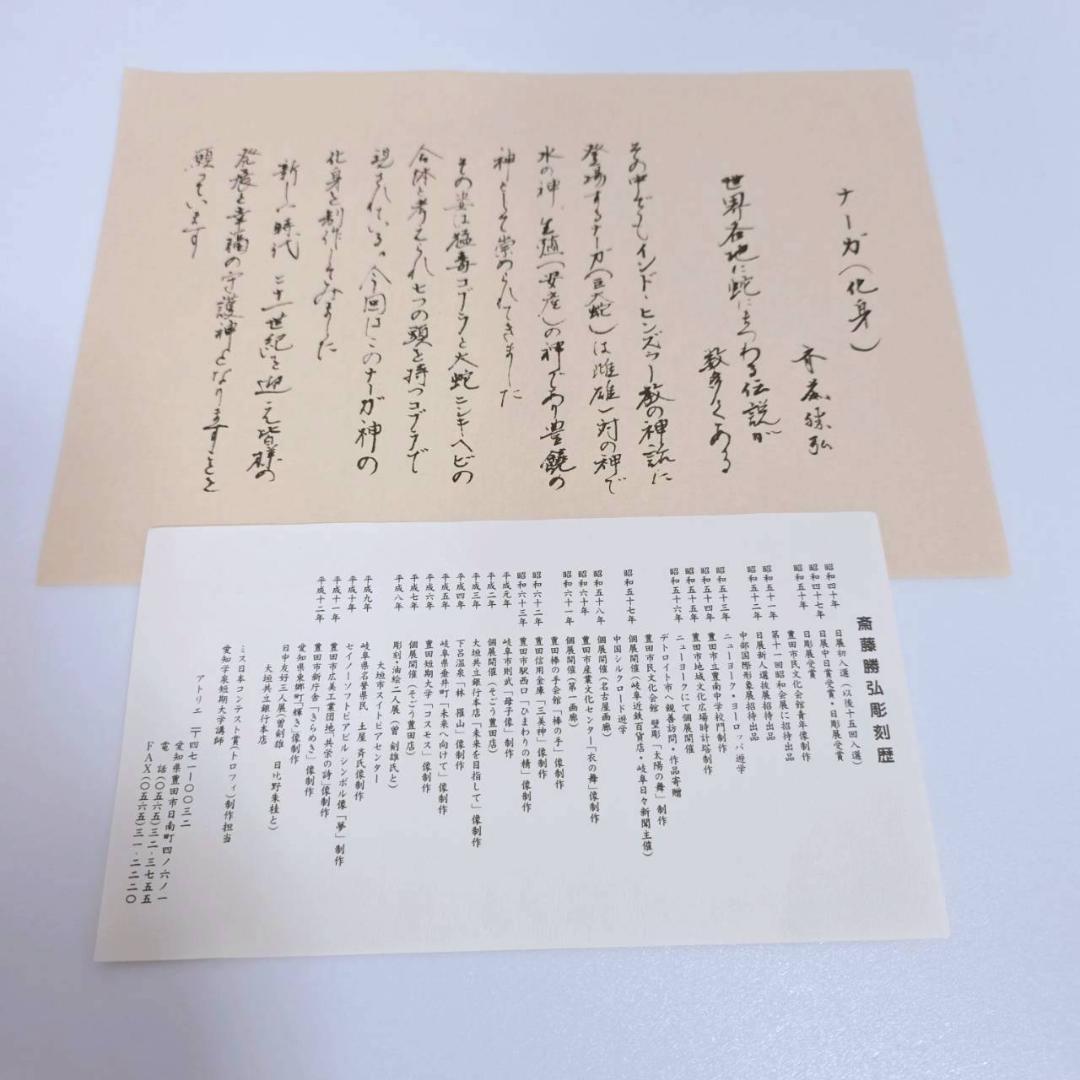 ナーガ（化身）
斉藤勝弘
世界各地に蛇にまつわる伝説が
数多くある
その中でもインド・ヒンズゥー教の神話に
登場するナーガ（巨大蛇）は雌雄一対の神で
水の神、生殖（安産）の神であり豊饒の
神として崇められてきました
その姿は猛毒コブラと大蛇ニシキヘビの
合体と考えられ七つの頭を持つコブラで
現されている。今回はこのナーガ神の
化身を制作してみました
新しい時代 二十一世紀を迎え皆様の
発展と幸福の守護神となりますことを
願っています
斎藤勝弘彫刻歴
昭和四十年 日展初入選（以後十五回入選）
昭和四十七年 日展中日賞受賞・日彫展受賞
日彫展受賞
昭和五十年 豊田市民文化会館青年像制作
第十一回昭和会展に招待出品
昭和五十一年 日展新人選抜展招待出品
昭和五十二年 中部国際形象展招待出品
ニューヨーク・ヨーロッパ遊学
昭和五十三年 豊田市立豊南中学校門制作
昭和五十四年 豊田市地域文化広場時計塔制作
昭和五十五年 ニューヨークにて個展開催
昭和五十六年 デトロイト市へ親善訪問・作品寄贈
豊田市民文化会館 壁彫「太陽の舞」制作
昭和五十七年 個展開催（岐阜近鉄百貨店・岐阜日々新聞主催）
中国シルクロード遊学
昭和五十八年 個展開催（名古屋画廊）
昭和六十年 豊田市産業文化センター「衣の舞」像制作
昭和六十一年 個展開催（第一画廊）
豊田棒の手会館「棒の手」像制作
昭和六十二年 豊田信用金庫「三美神」像制作
昭和六十三年 豊田市駅西口「ひまわりの精」像制作
平成元年 岐阜市則武「母子像」制作
平成二年 個展開催（そごう豊田店）
平成三年 大垣共立銀行本店「未来を目指して」像制作
平成四年 下呂温泉「林 羅山」像制作
平成五年 岐阜県垂井町「未来へ向けて」像制作
平成六年 豊田短期大学「コスモス」像制作
平成七年 個展開催（そごう豊田店）
平成八年 彫刻・油絵二人展（曽 剣雄氏と）
大垣市スイトピアセンター
平成九年 岐阜県名誉県民 土屋 斉氏像制作
平成十年 セイノーソフトピアビル シンボル像「夢」制作
平成十一年 豊田市広美工業団地「共学の詩」像制作
平成十二年 豊田市新庁舎「きらめき」像制作
愛知県東郷町「輝き」像制作
日中友好三人展（曽剣雄 日比野朱桂と）
大垣共立銀行本店
ミス日本コンテスト賞（トロフィ）制作担当
愛知学泉短期大学講師
アトリエ 〒四七一-〇〇三二
愛知県豊田市日南町四ノ六ノ一
電 話（〇五六五）三二-三七五五
ＦＡＸ（〇五六五）三一-二二二〇